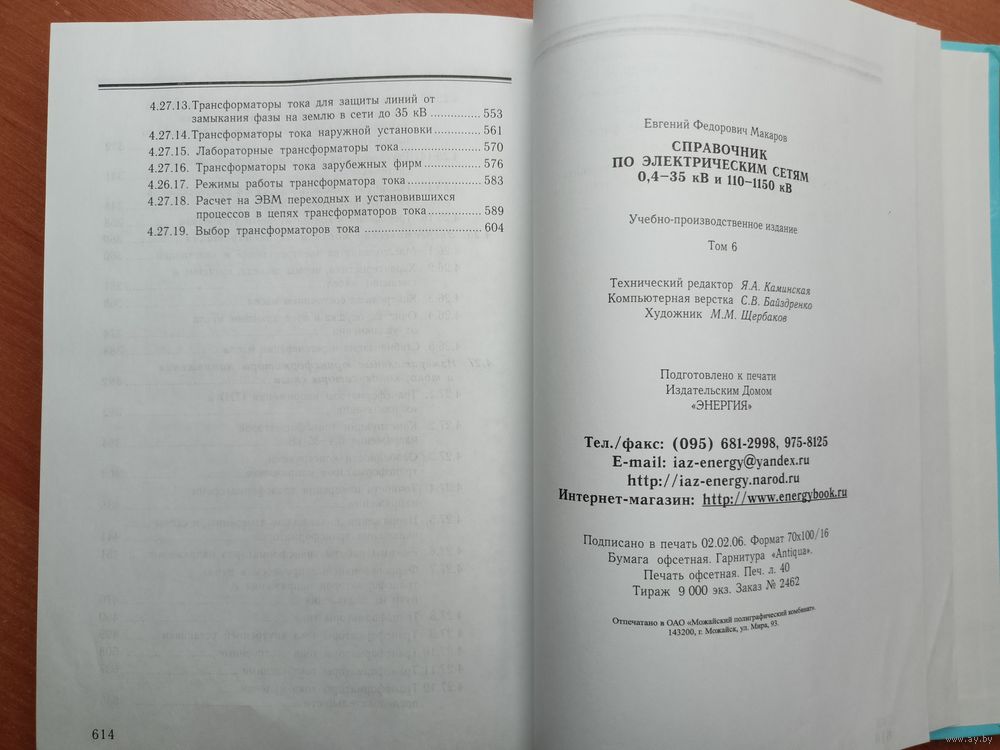 4.27.13.Трансформаторы тока для защиты линий от
замыкания фазы на землю в сети до 35 кВ .............. 553
4.27.14.Трансформаторы тока наружной установки ............ 561
4.27.15. Лабораторные трансформаторы тока .................... 570
4.27.16. Трансформаторы тока зарубежных фирм .............. 576
4.26.17. Режимы работы трансформатора тока ................... 583
4.27.18. Расчет на ЭВМ переходных и установившихся
процессов в цепях трансформаторов тока .............. 589
4.27.19. Выбор трансформаторов тока ............................ 604
614
Евгений Федорович Макаров
СПРАВОЧНИК
ПО ЭЛЕКТРИЧЕСКИМ СЕТЯМ
0,4–35 кВ и 110–1150 кВ
Учебно-производственное издание
Том 6
Технический редактор Я.А. Каминская
Компьютерная верстка С.В. Байздренко
Художник М.М. Щербаков
Подготовлено к печати
Издательским Домом
«ЭНЕРГИЯ»
Тел./факс: (095) 681-2998, 975-8125
E-mail: iaz-energy@yandex.ru
http://iaz-energy.narod.ru
Интернет-магазин: http://www.energybook.ru
Подписано в печать 02.02.06. Формат 70х100/16
Бумага офсетная. Гарнитура «Antiqua».
Печать офсетная. Печ. л. 40
Тираж 9 000 экз. Заказ № 2462
Отпечатано в ОАО «Можайский полиграфический комбинат».
143200, г. Можайск, ул. Мира, 93.
www.ay.by